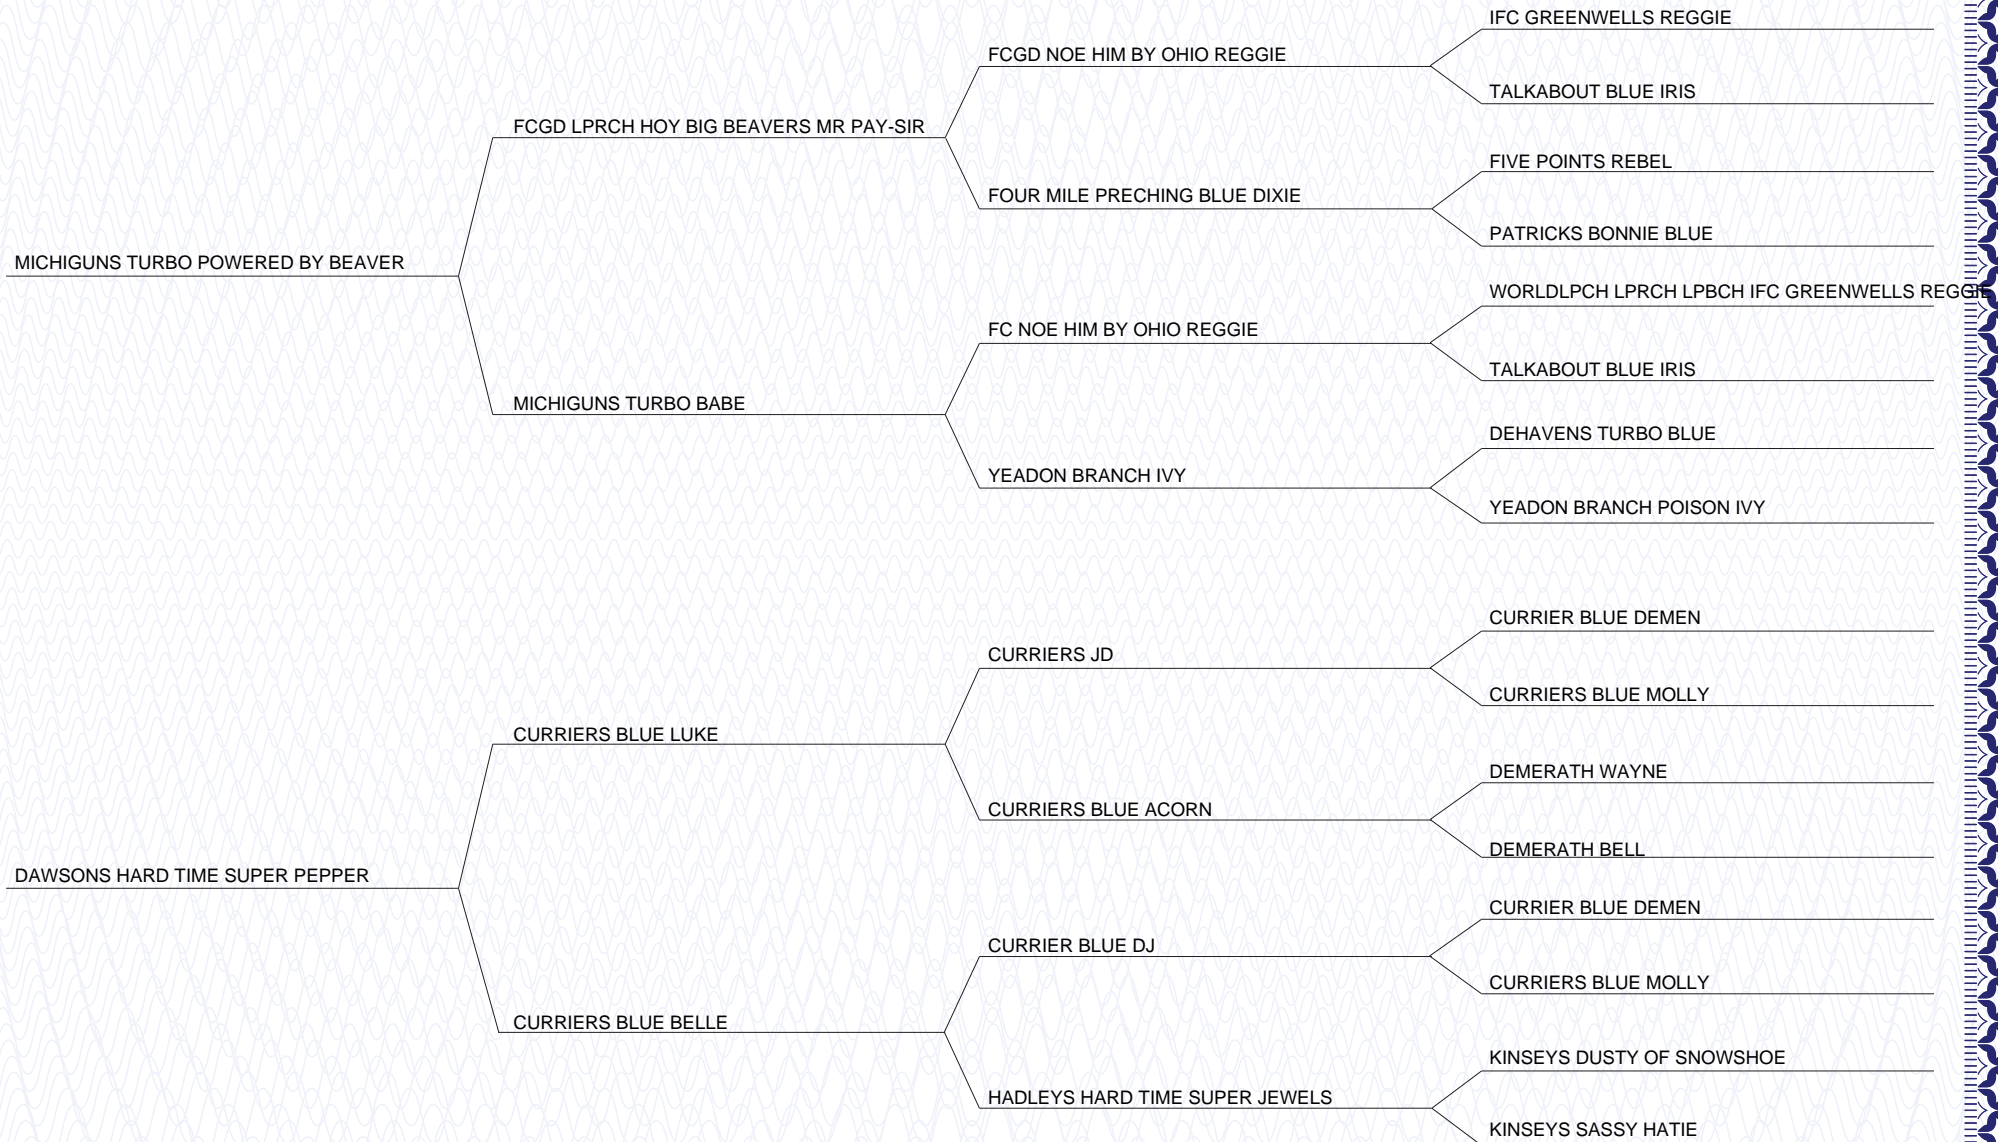 IFC GREENWELLS REGGIE
FCGD NOE HIM BY OHIO REGGIE
TALKABOUT BLUE IRIS
FCGD LPRCH HOY BIG BEAVERS MR PAY-SIR
FIVE POINTS REBEL
FOUR MILE PRECHING BLUE DIXIE
PATRICKS BONNIE BLUE
MICHIGUNS TURBO POWERED BY BEAVER
WORLDLPCH LPRCH LPBCH IFC GREENWELLS REGGIE
FC NOE HIM BY OHIO REGGIE
TALKABOUT BLUE IRIS
MICHIGUNS TURBO BABE
DEHAVENS TURBO BLUE
YEADON BRANCH IVY
YEADON BRANCH POISON IVY
CURRIER BLUE DEMEN
CURRIERS JD
CURRIERS BLUE MOLLY
CURRIERS BLUE LUKE
DEMERATH WAYNE
CURRIERS BLUE ACORN
DEMERATH BELL
DAWSONS HARD TIME SUPER PEPPER
CURRIER BLUE DEMEN
CURRIER BLUE DJ
CURRIERS BLUE MOLLY
CURRIERS BLUE BELLE
KINSEYS DUSTY OF SNOWSHOE
HADLEYS HARD TIME SUPER JEWELS
KINSEYS SASSY HATIE